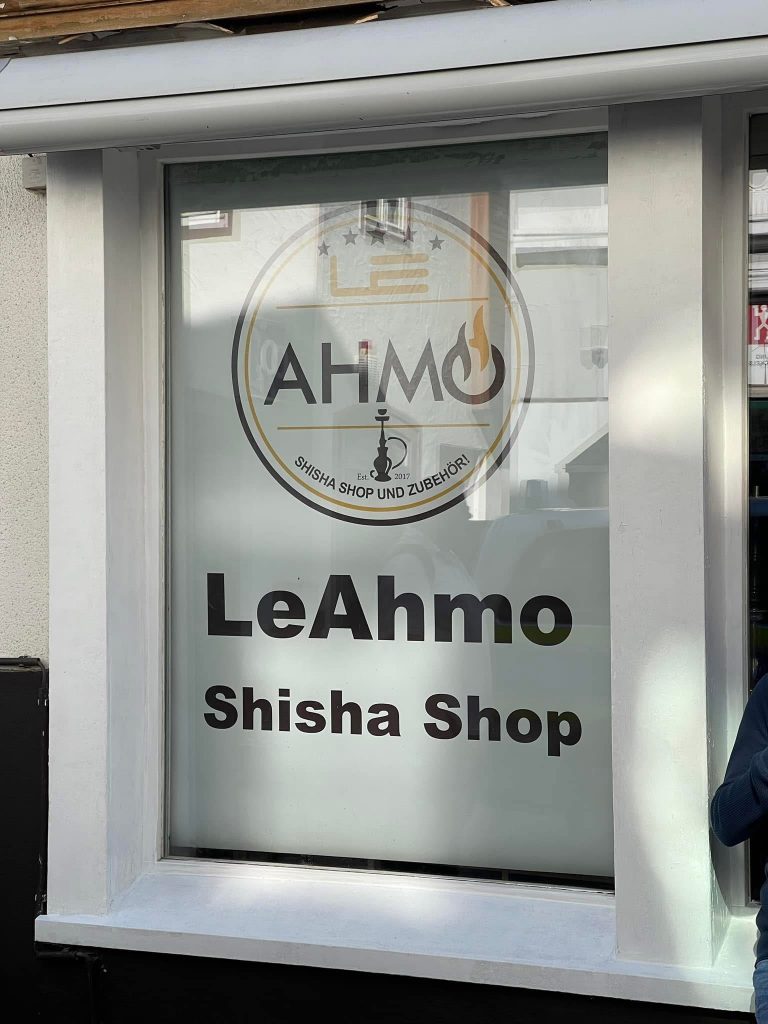 LE
AHMO
Est. 2017
SHISHA SHOP UND ZUBEHÖR!
LeAhmo
Shisha Shop